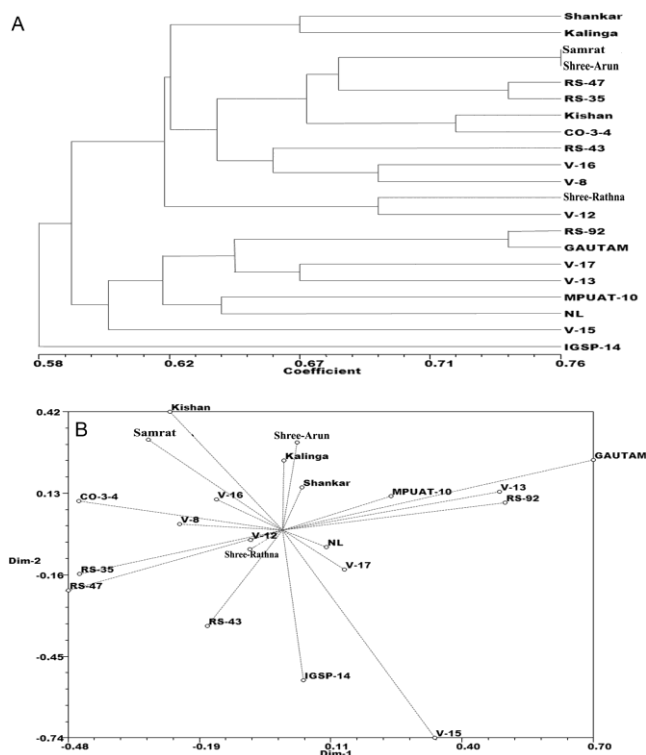 A
Shankar
Kalinga
Samrat
Shree-Arun
RS-47
RS-35
Kishan
CO-3-4
RS-43
V-16
V-8
Shree-Rathna
V-12
RS-92
GAUTAM
V-17
V-13
MPUAT-10
NL
V-15
IGSP-14
0.58 0.62 0.67 0.71 0.76
Coefficient
B
0.42
Kishan
Samrat
Shree-Arun
Kalinga
GAUTAM
Shankar
0.13
CO-3-4
V-16
MPUAT-10
V-13
RS-92
V-8
V-12
Shree-Rathna
NL
Dim-2
-0.16
RS-35
V-17
RS-47
RS-43
-0.45
IGSP-14
-0.74
V-15
-0.48 -0.19 0.11 0.40 0.70
Dim-1